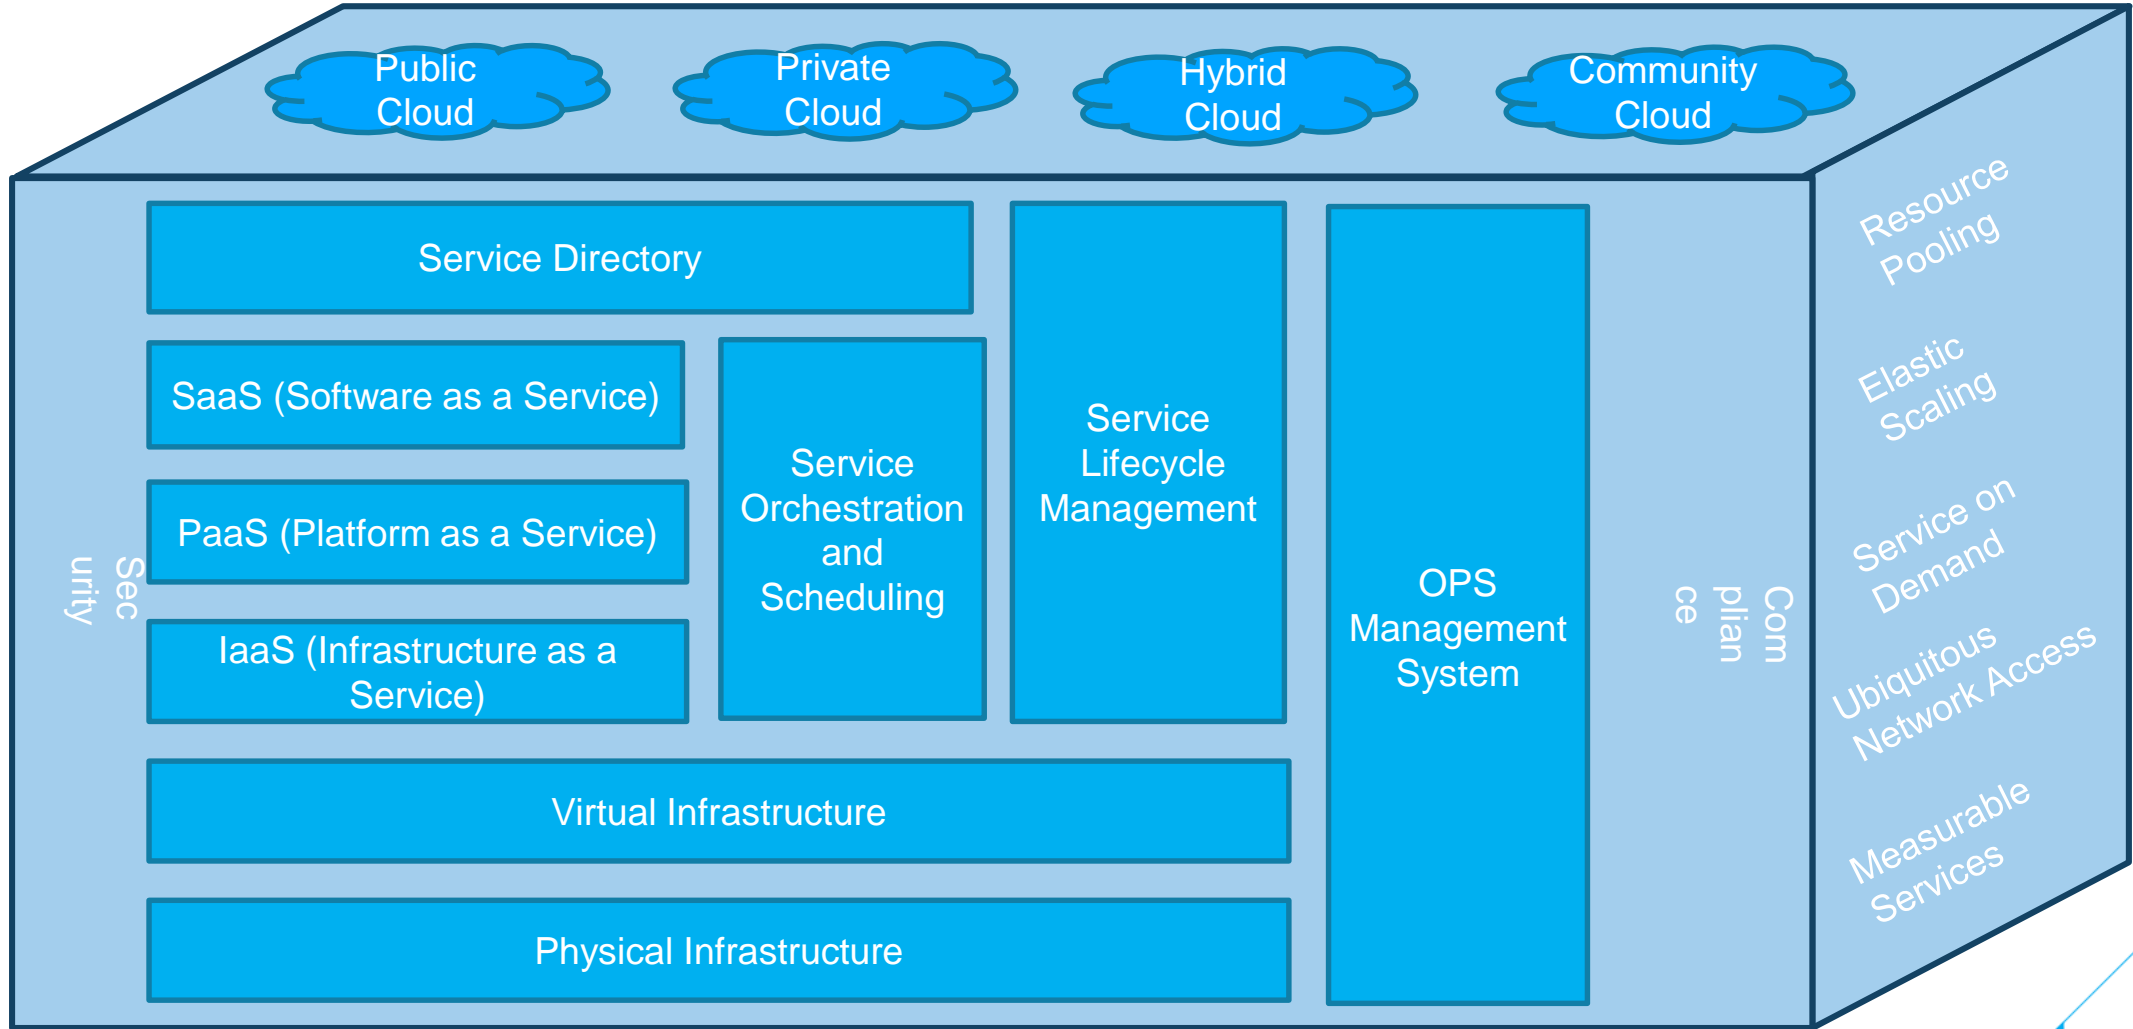 Public
Cloud
Private
Cloud
Hybrid
Cloud
Community
Cloud
Service Directory
SaaS (Software as a Service)
PaaS (Platform as a Service)
IaaS (Infrastructure as a
Service)
Service
Orchestration
and
Scheduling
Service
Lifecycle
Management
OPS
Management
System
Virtual Infrastructure
Physical Infrastructure
Sec
urity
Com
plian
ce
Resource
Pooling
Elastic
Scaling
Service on
Demand
Ubiquitous
Network Access
Measurable
Services